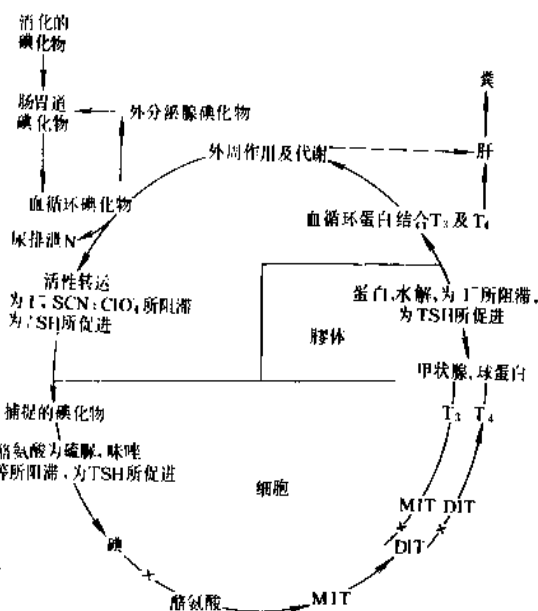 消化的
碘化物
肠胃道
碘化物
外分泌腺碘化物
粪
外周作用及代谢
肝
血循环碘化物
血循环蛋白结合T₃及T₄
尿排泄N
活性转运
SCN⁻, ClO₄⁻所阻滞
为TSH所促进
蛋白,水解,为I⁻所阻滞,
为TSH所促进
胶体
甲状腺,球蛋白
捕提的碘化物
T₃ T₄
酪氨酸为硫脲,咪唑
等所阻滞,为TSH所促进
细胞
MIT DIT
碘
DIT
酪氨酸
MIT